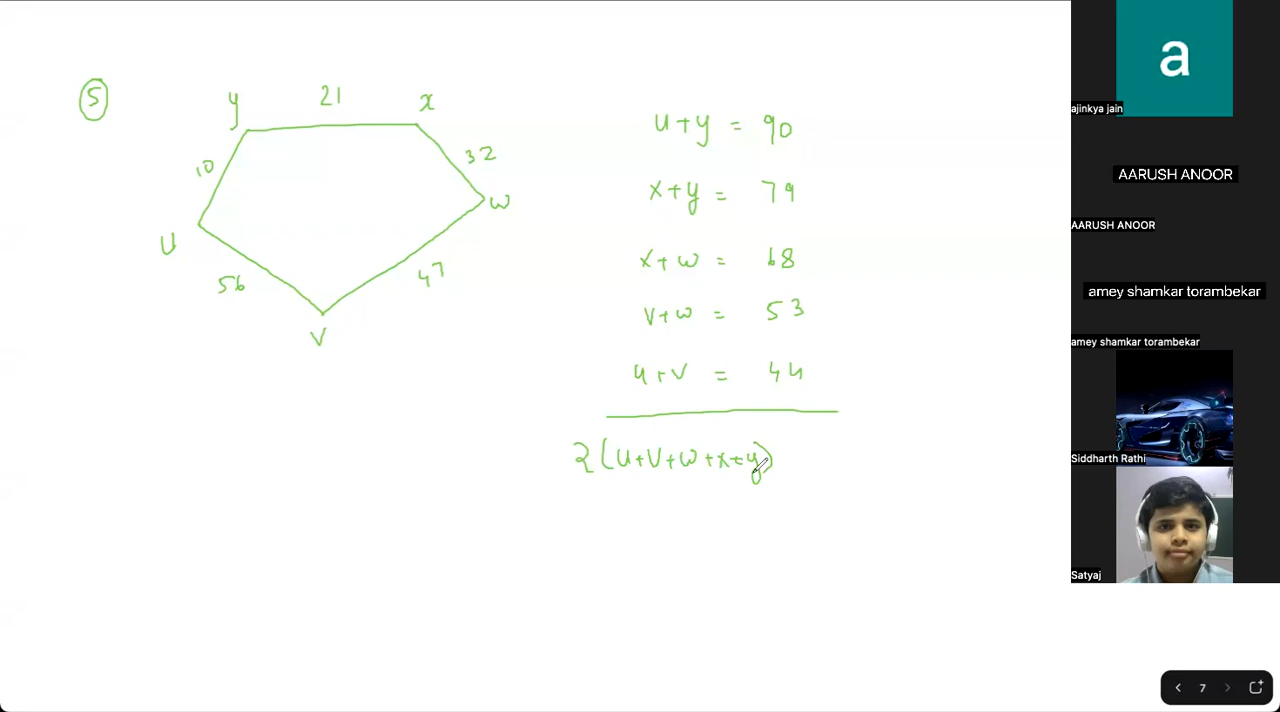 5
y 21 x
10
32
w
u
56
47
v
u+y = 90
x+y = 79
x+w = 68
v+w = 53
u+v = 44
2(u+v+w+x+y)
a
ajinkya jain
AARUSH ANOOR
AARUSH ANOOR
amey shamkar torambekar
amey shamkar torambekar
Siddharth Rathi
Satyaj
7